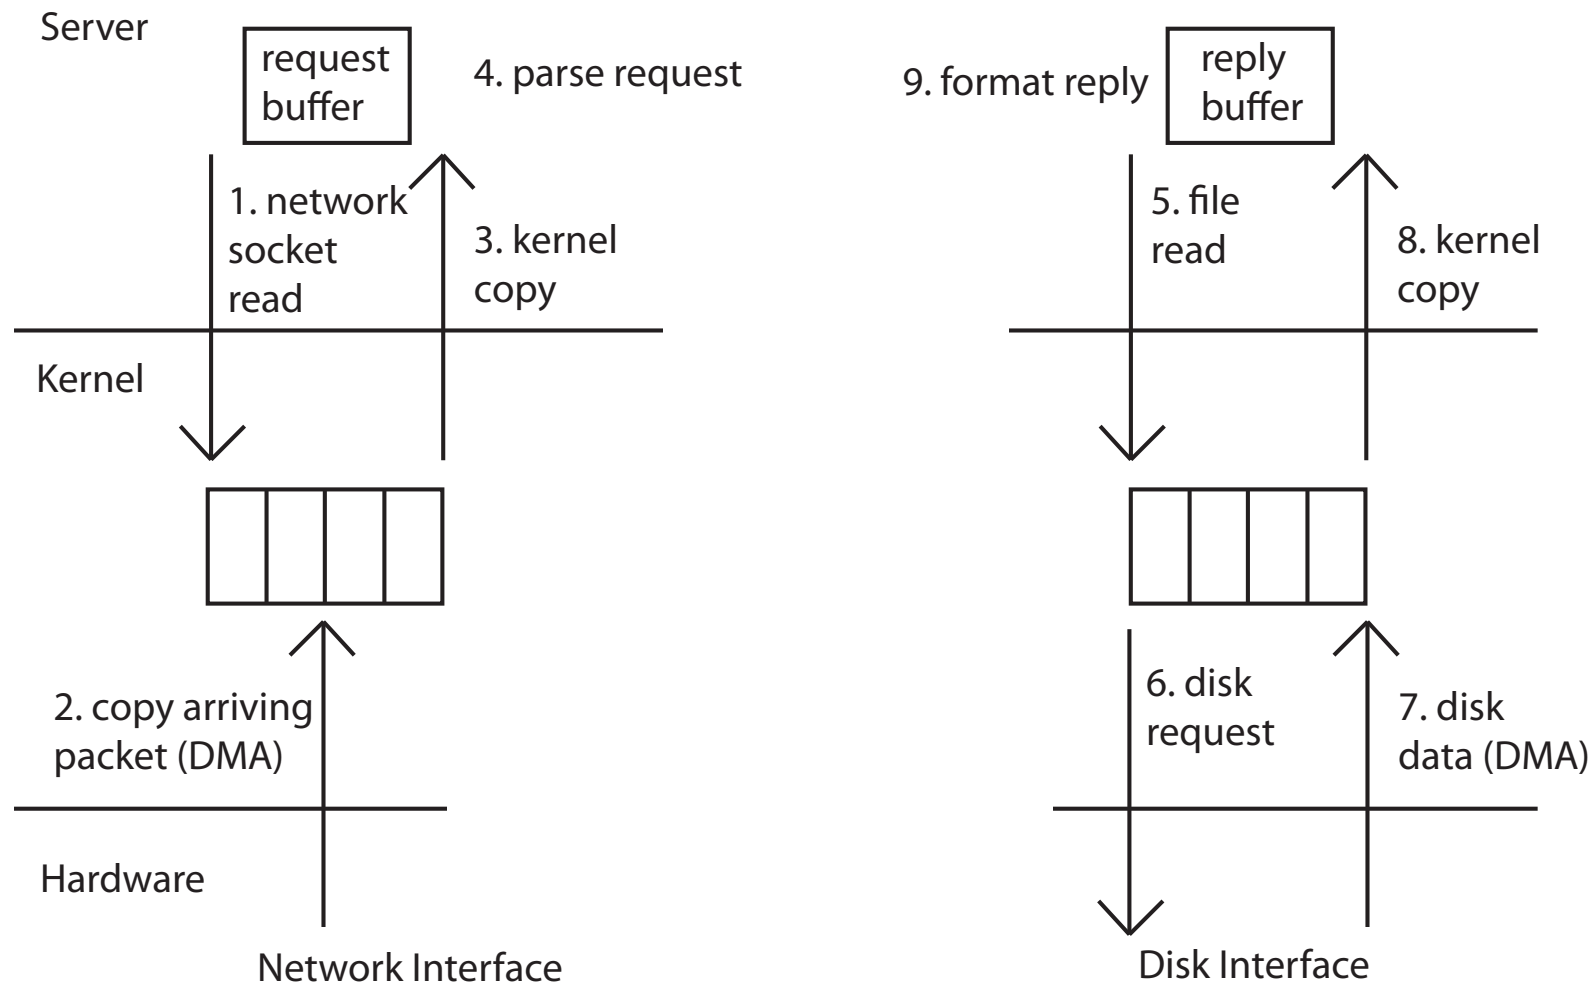 Server
request
buffer
4. parse request
9. format reply
reply
buffer
1. network
socket
read
3. kernel
copy
5. file
read
8. kernel
copy
Kernel
2. copy arriving
packet (DMA)
6. disk
request
7. disk
data (DMA)
Hardware
Network Interface
Disk Interface